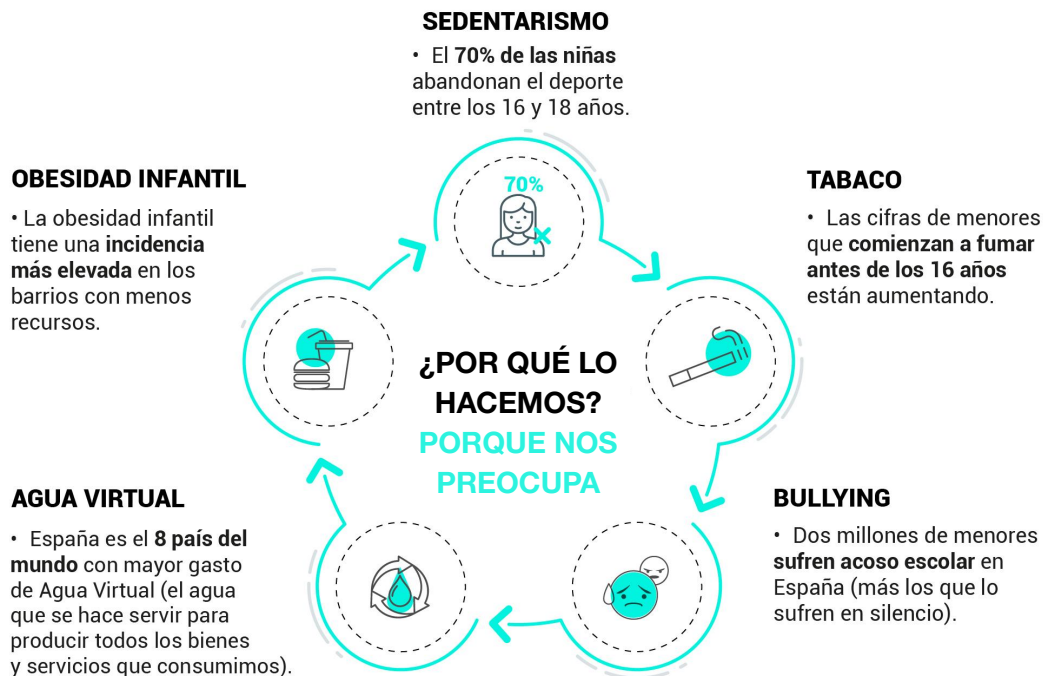 SEDENTARISMO
• El 70% de las niñas
abandonan el deporte
entre los 16 y 18 años.
70%
TABACO
• Las cifras de menores
que comienzan a fumar
antes de los 16 años
están aumentando.
BULLYING
• Dos millones de menores
sufren acoso escolar en
España (más los que lo
sufren en silencio).
AGUA VIRTUAL
• España es el 8 país del
mundo con mayor gasto
de Agua Virtual (el agua
que se hace servir para
producir todos los bienes
y servicios que consumimos).
OBESIDAD INFANTIL
• La obesidad infantil
tiene una incidencia
más elevada en los
barrios con menos
recursos.
¿POR QUÉ LO
HACEMOS?
PORQUE NOS
PREOCUPA